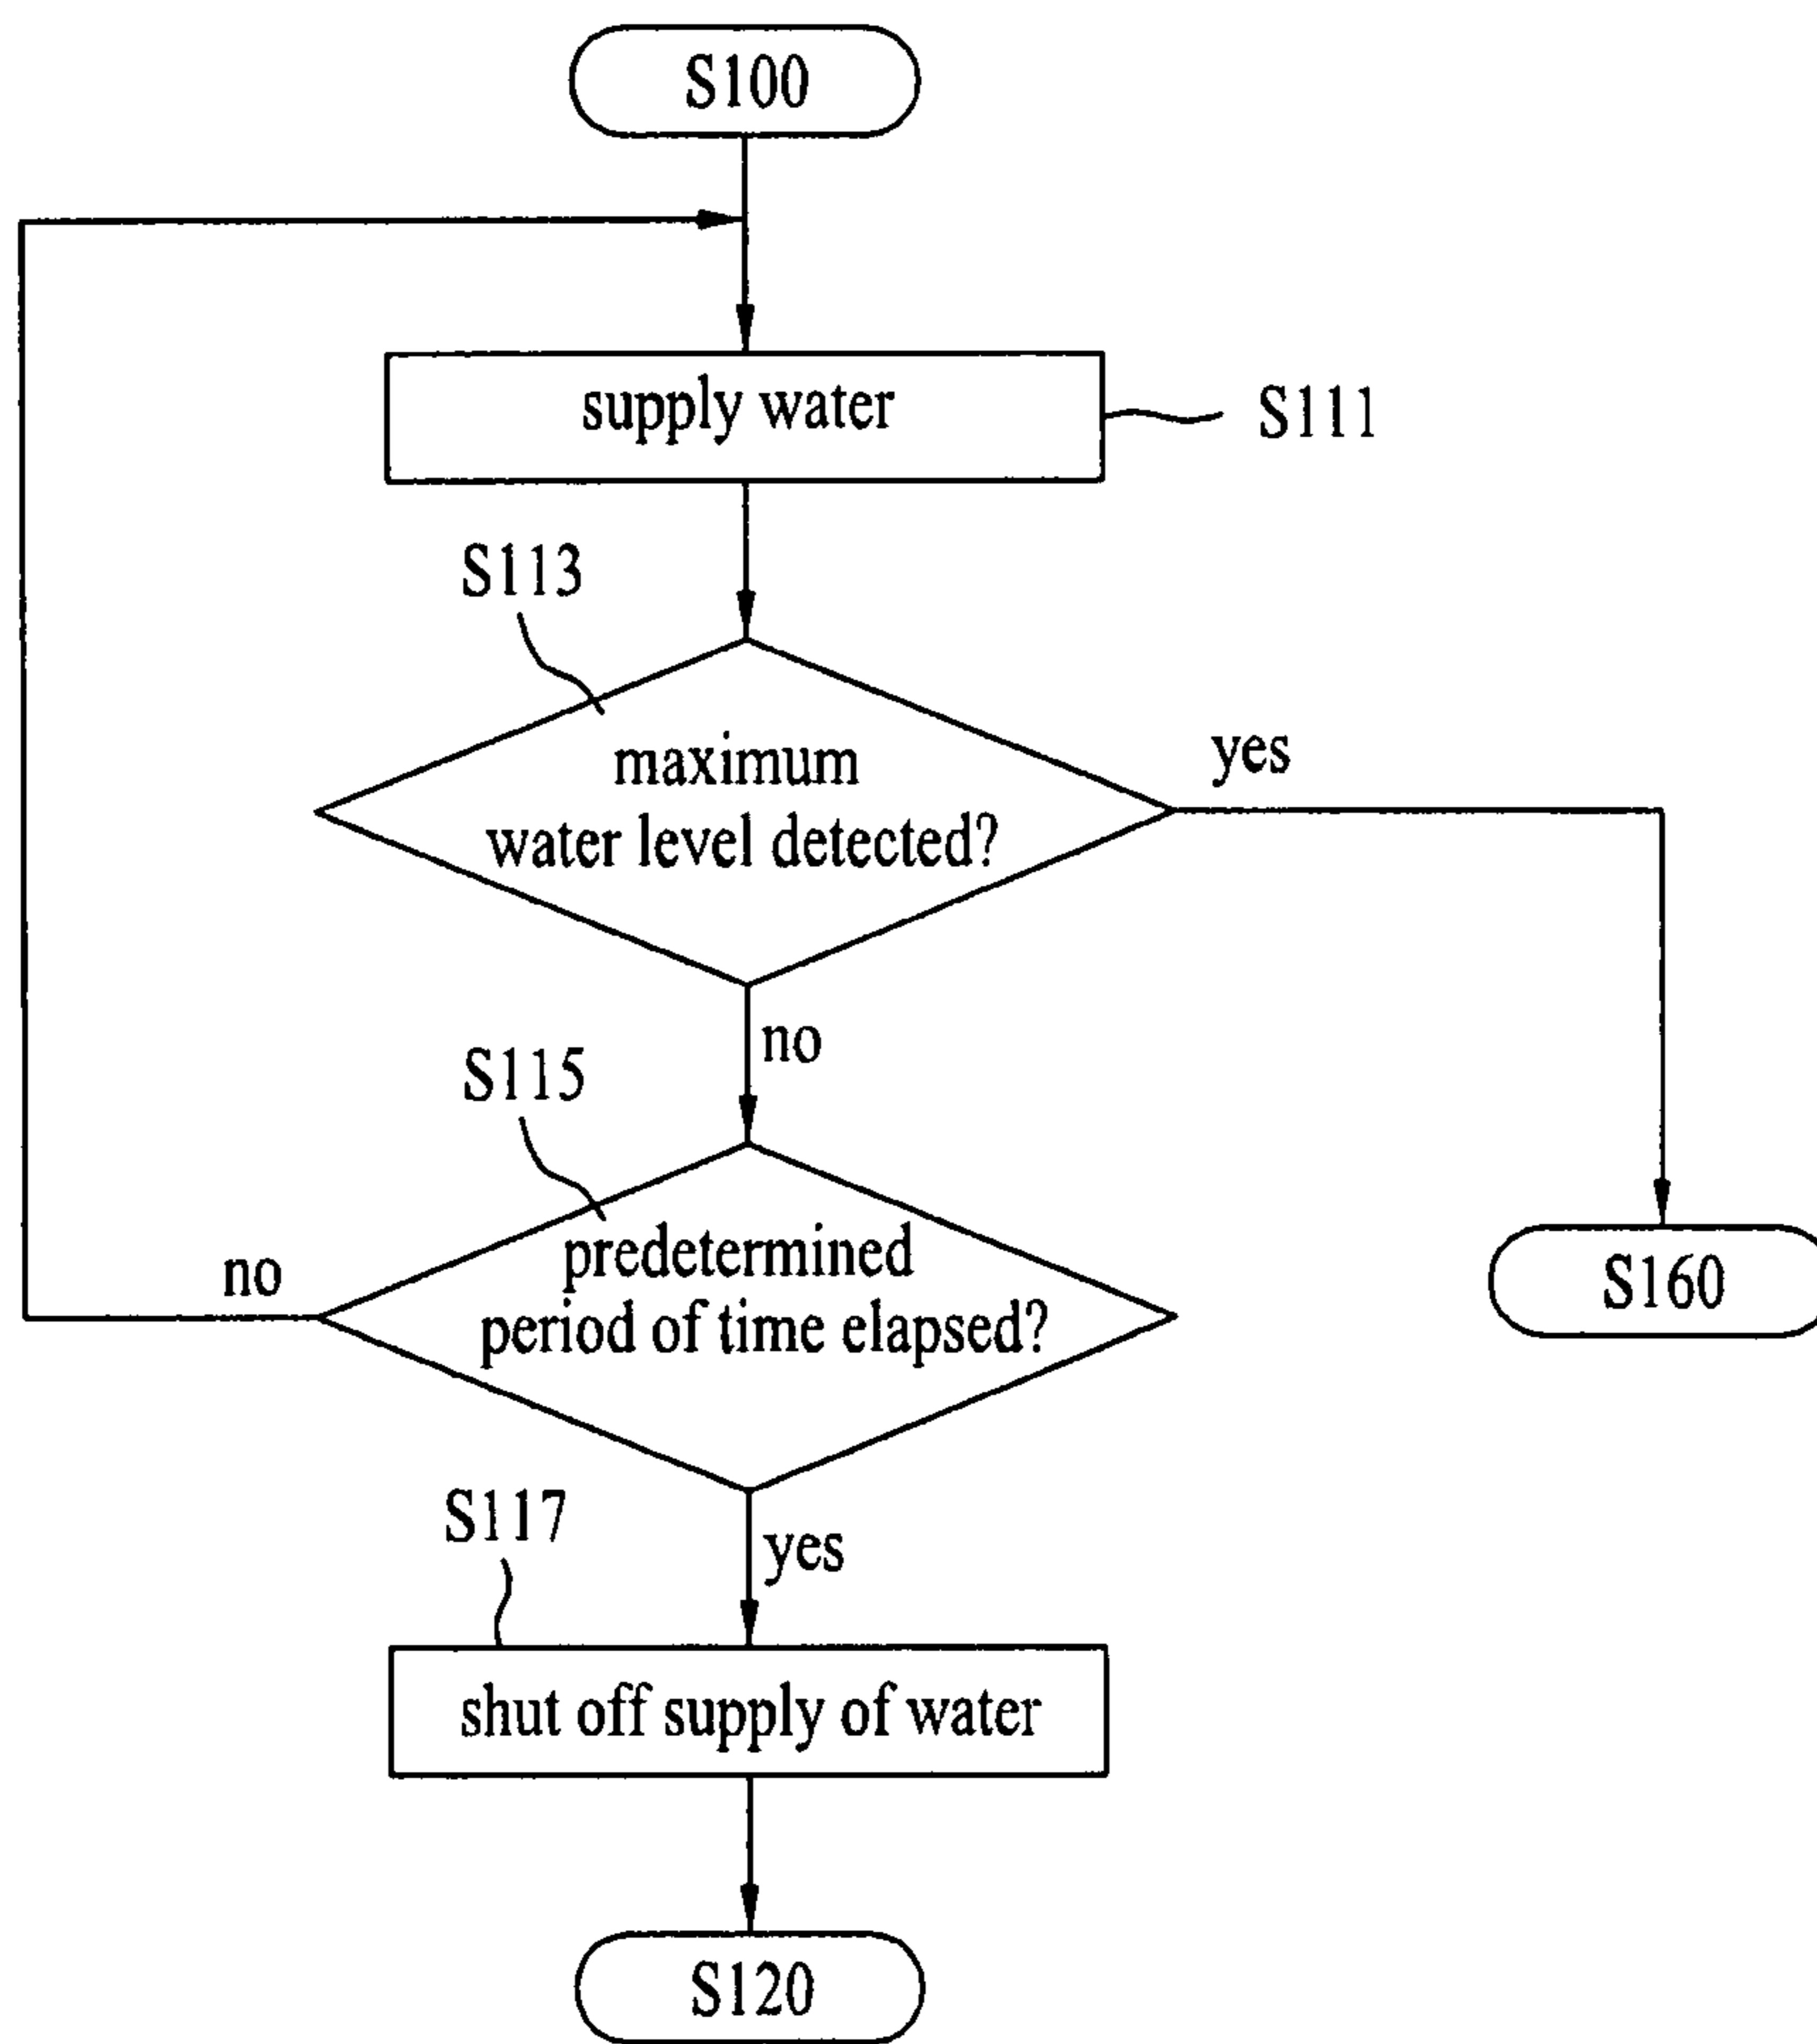 S100
supply water
S111
S113
maximum
water level detected?
yes
no
S115
predetermined
period of time elapsed?
no
S160
S117
yes
shut off supply of water
S120